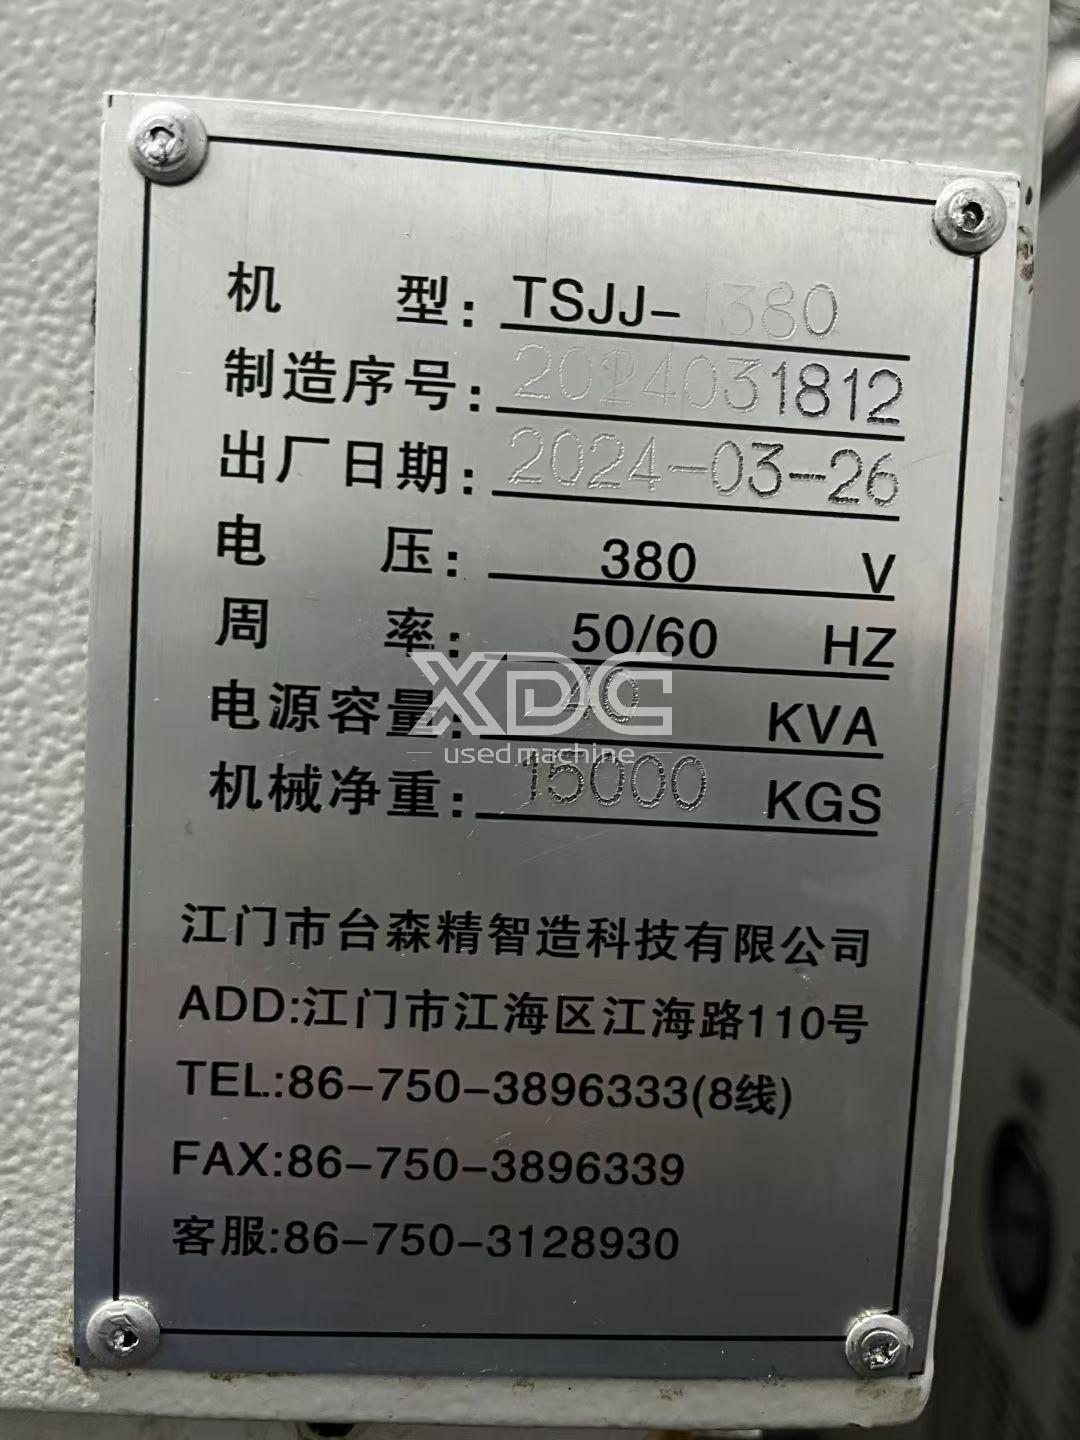 机 型: TSJJ-1380
制造序号: 2024031812
出厂日期: 2024-03-26
电 压: 380 V
周 率: 50/60 HZ
电源容量: 40 KVA
机械净重: 15000 KGS
XDC
used machine
江门市台森精智造科技有限公司
ADD:江门市江海区江海路110号
TEL:86-750-3896333(8线)
FAX:86-750-3896339
客服:86-750-3128930